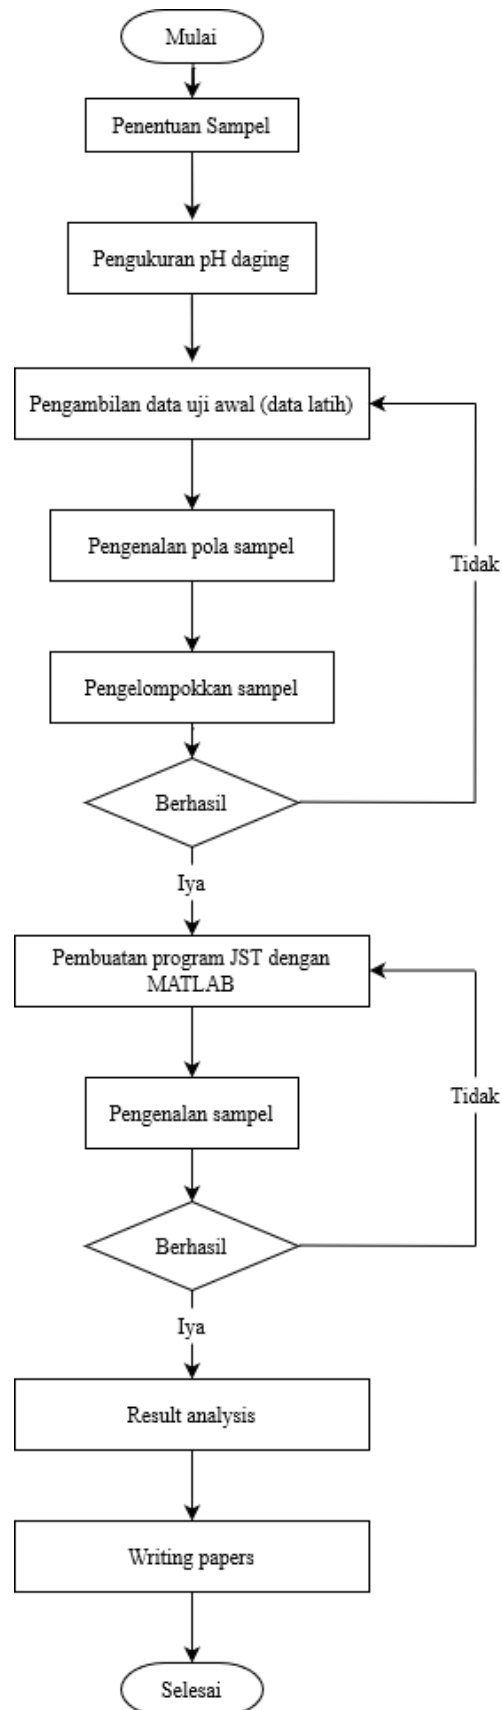 Mulai
Penentuan Sampel
Pengukuran pH daging
Pengambilan data uji awal (data latih)
Pengenalan pola sampel
Tidak
Pengelompokkan sampel
Berhasil
Iya
Pembuatan program JST dengan
MATLAB
Pengenalan sampel
Tidak
Berhasil
Iya
Result analysis
Writing papers
Selesai